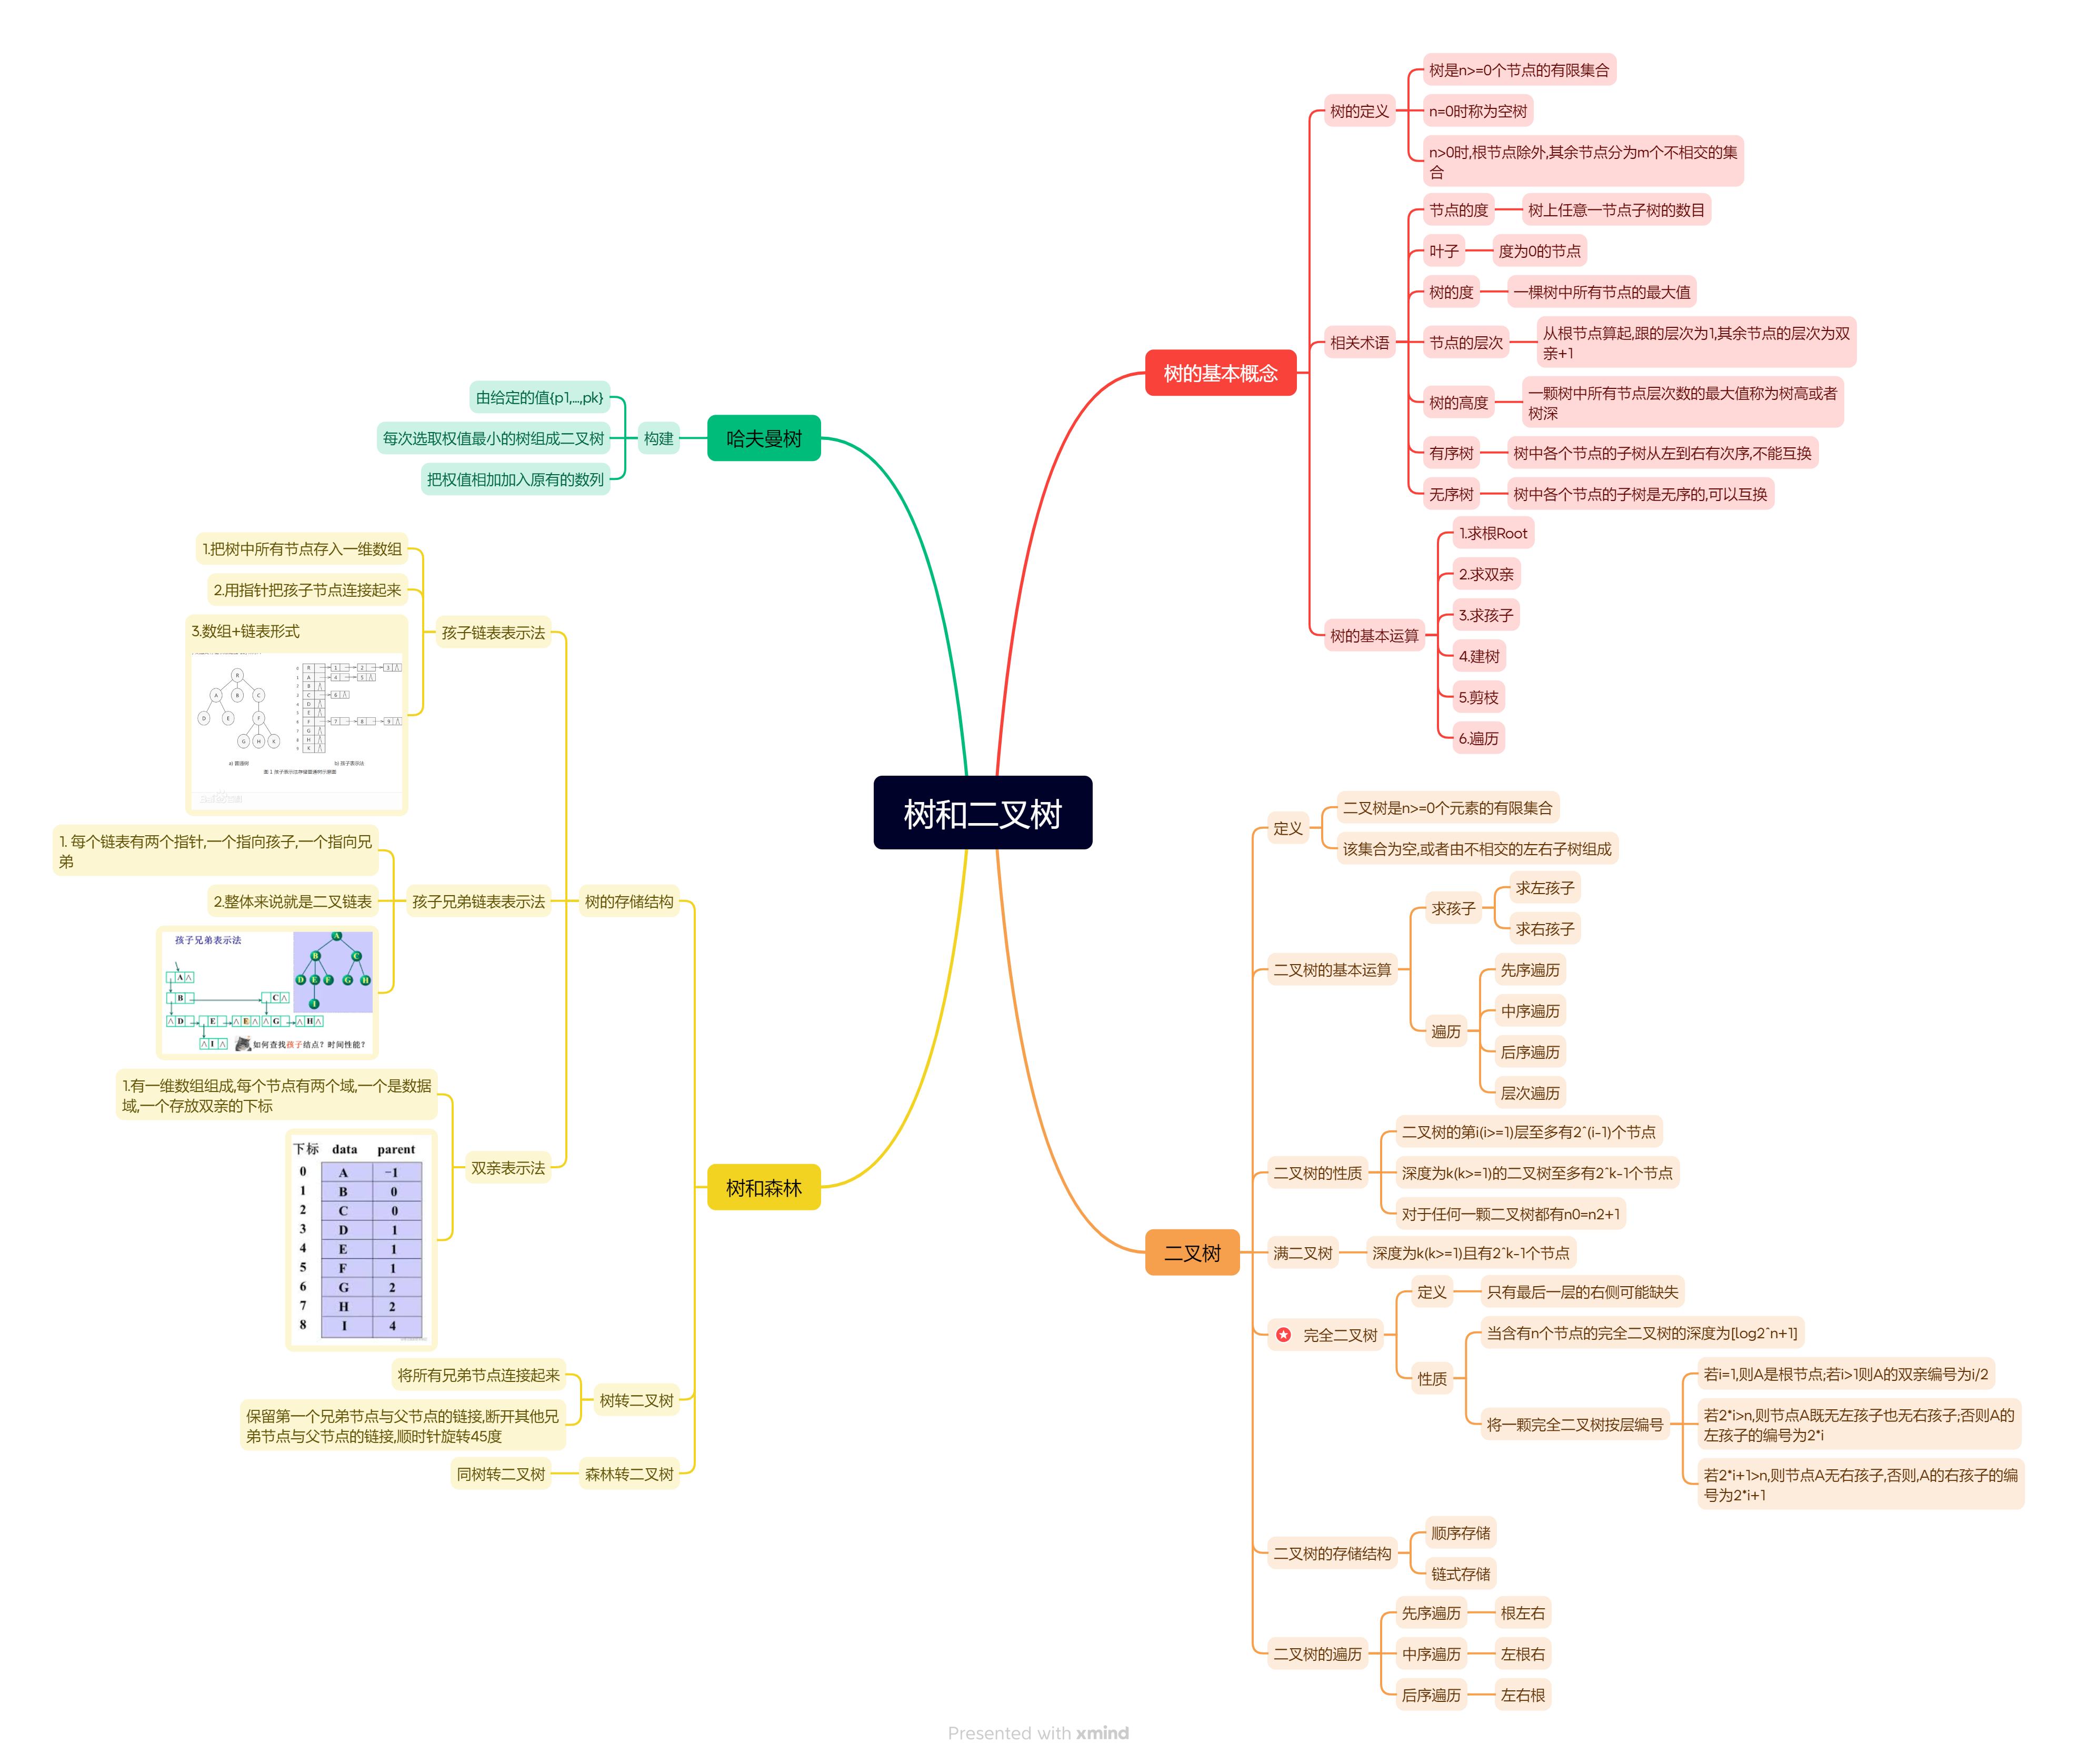 树和二叉树
树的基本概念
树的定义
树是n>=0个节点的有限集合
n=0时称为空树
n>0时,根节点除外,其余节点分为m个不相交的集
合
相关术语
节点的度
树上任意一节点子树的数目
叶子
度为0的节点
树的度
一棵树中所有节点的最大值
节点的层次
从根节点算起,跟的层次为1,其余节点的层次为双
亲+1
树的高度
一颗树中所有节点层次数的最大值称为树高或者
树深
有序树
树中各个节点的子树从左到右有次序,不能互换
无序树
树中各个节点的子树是无序的,可以互换
树的基本运算
1.求根Root
2.求双亲
3.求孩子
4.建树
5.剪枝
6.遍历
二叉树
定义
二叉树是n>=0个元素的有限集合
该集合为空,或者由不相交的左右子树组成
二叉树的基本运算
求孩子
求左孩子
求右孩子
遍历
先序遍历
中序遍历
后序遍历
层次遍历
二叉树的性质
二叉树的第i(i>=1)层至多有2^(i-1)个节点
深度为k(k>=1)的二叉树至多有2^k-1个节点
对于任何一颗二叉树都有n0=n2+1
满二叉树
深度为k(k>=1)且有2^k-1个节点
完全二叉树
定义
只有最后一层的右侧可能缺失
性质
当含有n个节点的完全二叉树的深度为[log2^n+1]
将一颗完全二叉树按层编号
若i=1,则A是根节点;若i>1则A的双亲编号为i/2
若2*i>n,则节点A既无左孩子也无右孩子;否则A的
左孩子的编号为2*i
若2*i+1>n,则节点A无右孩子,否则,A的右孩子的编
号为2*i+1
二叉树的存储结构
顺序存储
链式存储
二叉树的遍历
先序遍历
根左右
中序遍历
左根右
后序遍历
左右根
哈夫曼树
构建
由给定的值{p1,...,pk}
每次选取权值最小的树组成二叉树
把权值相加加入原有的数列
树和森林
树的存储结构
孩子链表表示法
1.把树中所有节点存入一维数组
2.用指针把孩子节点连接起来
3.数组+链表形式
R
A B C
D E F
G H K
0 R 1 2 3 ∧
1 A 4 5 ∧
2 B ∧
3 C 6 ∧
4 D ∧
5 E ∧
6 F 7 8 9 ∧
7 G ∧
8 H ∧
9 K ∧
a) 普通树
b) 孩子表示法
图 1 孩子表示法存储普通树示意图
孩子兄弟链表表示法
1. 每个链表有两个指针,一个指向孩子,一个指向兄
弟
2.整体来说就是二叉链表
孩子兄弟表示法
A
B C
D E F G H
I
A ∧
B C ∧
∧ D E ∧ E ∧ ∧ G ∧ H ∧
∧ I ∧
如何查找孩子结点？时间性能？
双亲表示法
1.有一维数组组成,每个节点有两个域,一个是数据
域,一个存放双亲的下标
下标 data parent
0 A -1
1 B 0
2 C 0
3 D 1
4 E 1
5 F 1
6 G 2
7 H 2
8 I 4
树转二叉树
将所有兄弟节点连接起来
保留第一个兄弟节点与父节点的链接,断开其他兄
弟节点与父节点的链接,顺时针旋转45度
森林转二叉树
同树转二叉树
Presented with xmind